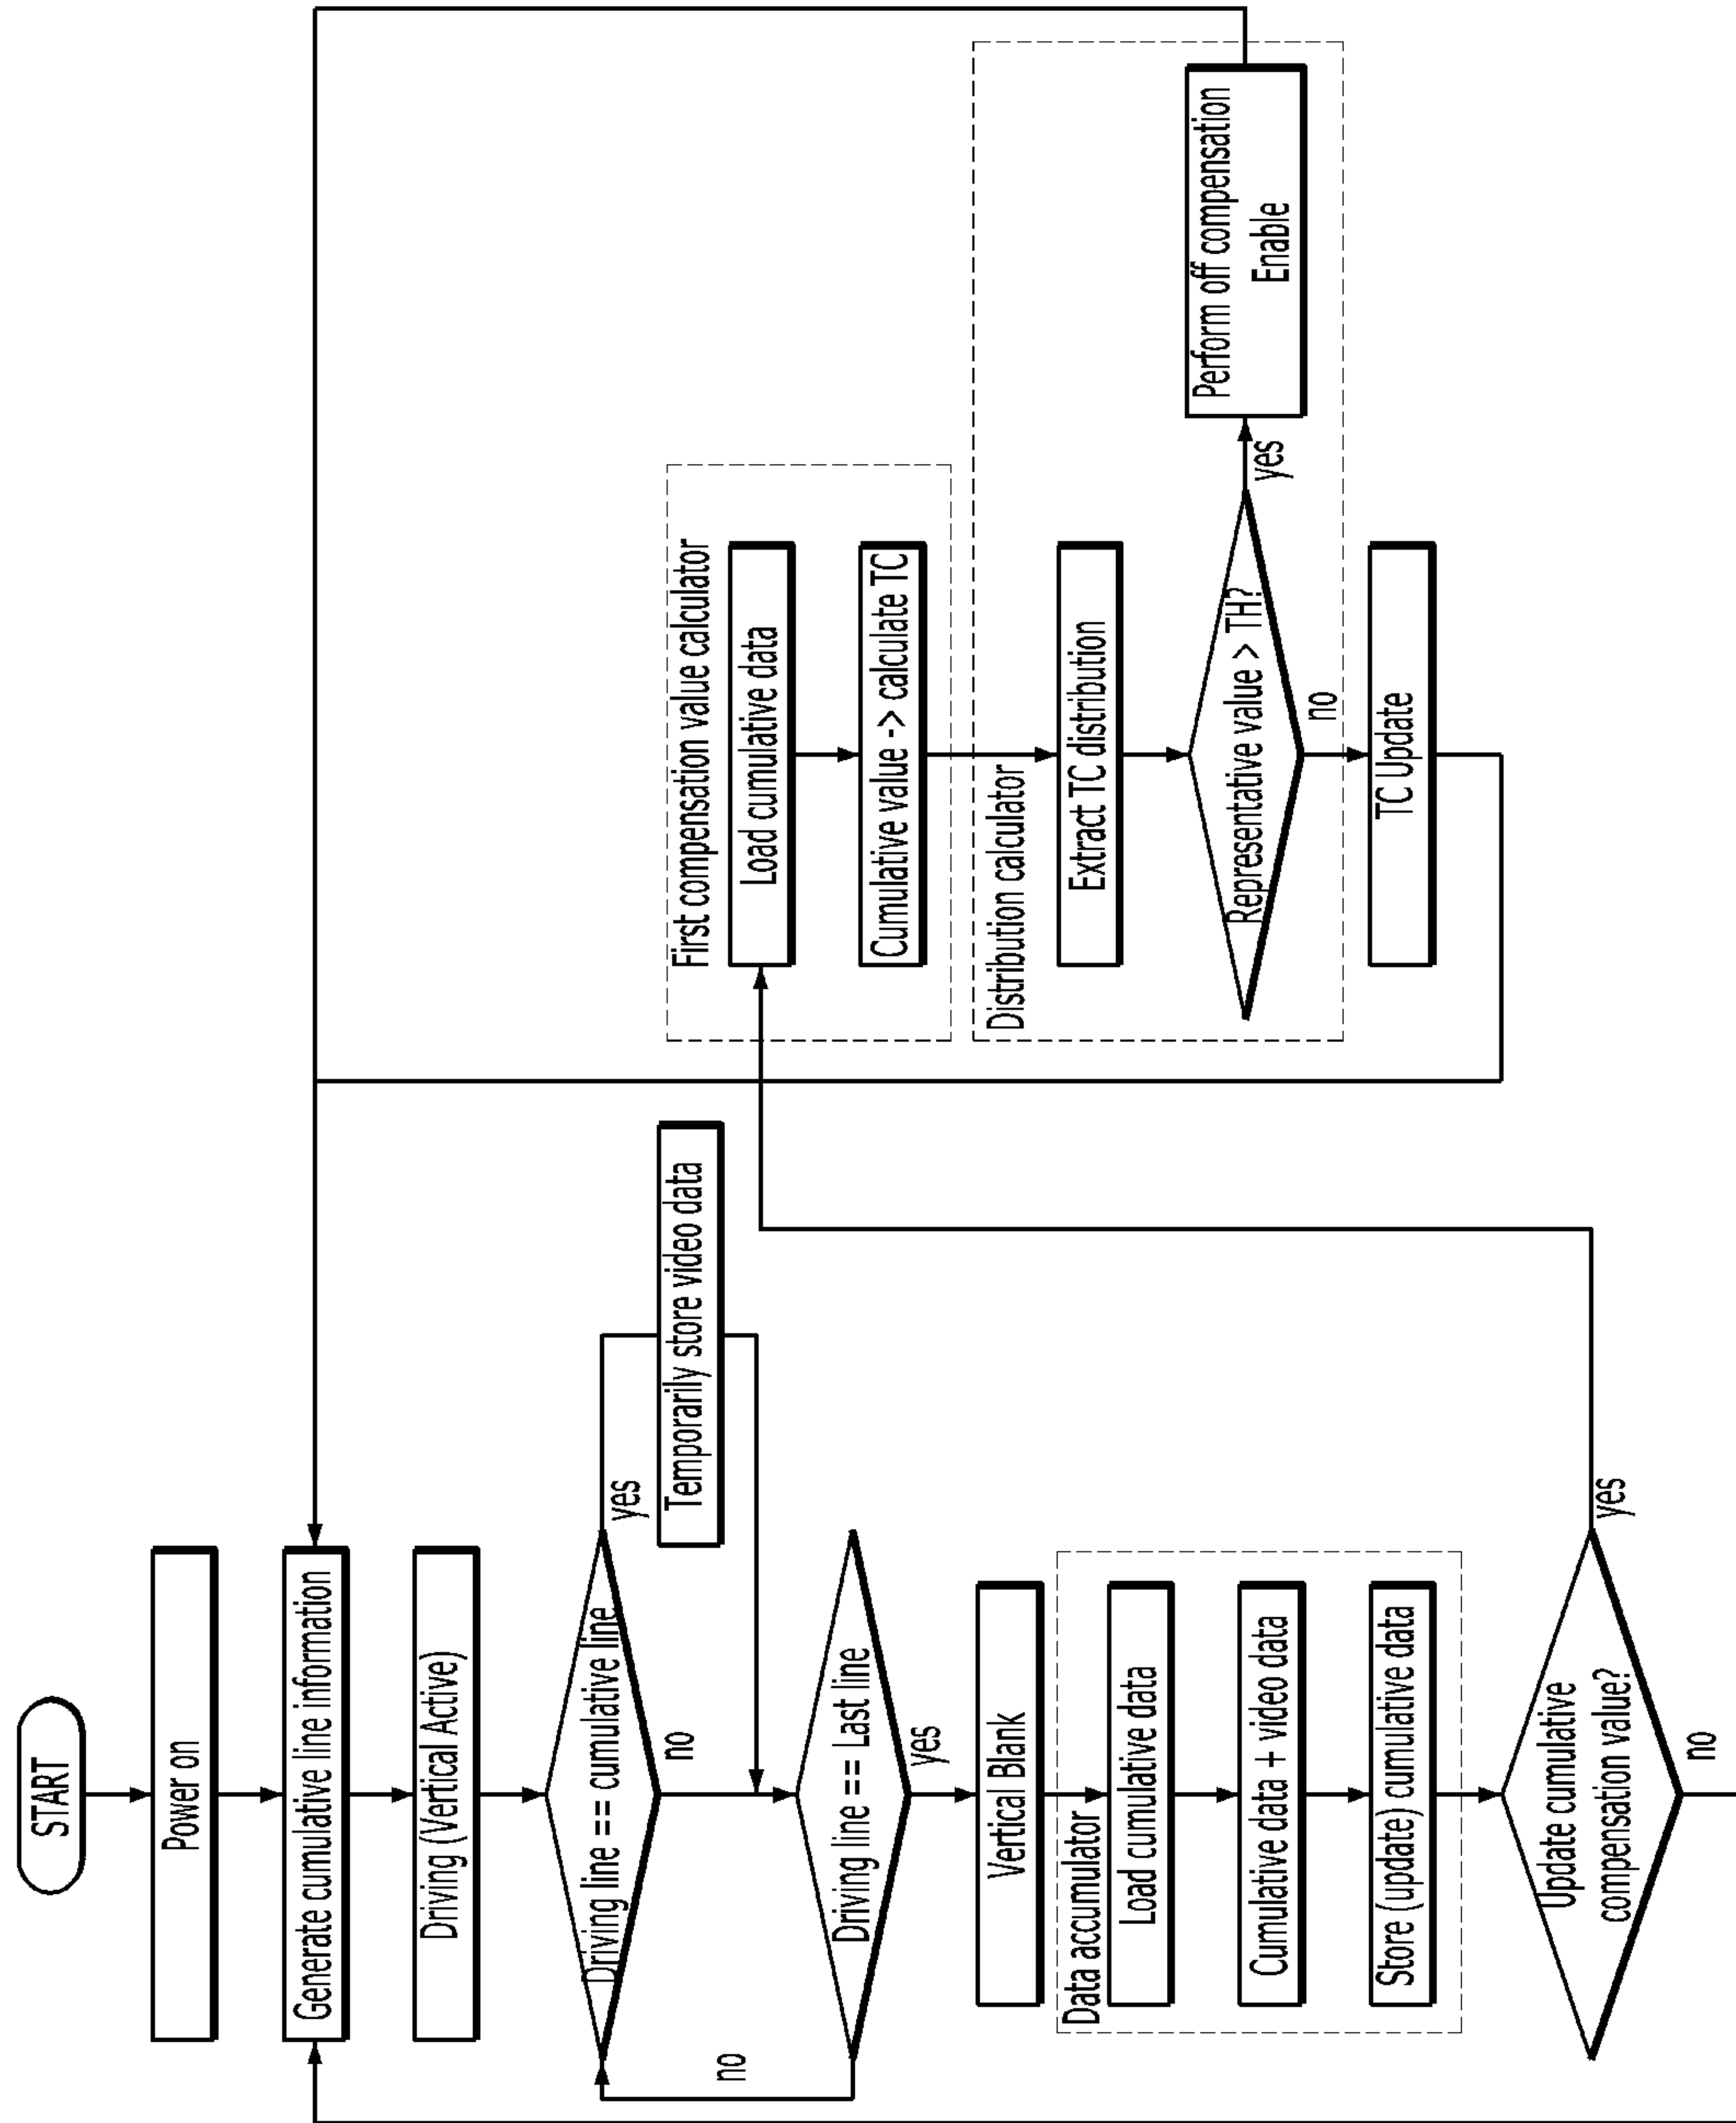 START
Power on
Generate cumulative line information
Driving (Vertical Active)
Driving line == cumulative line
yes
Temporarily store video data
no
Driving line == Last line
no
yes
Vertical Blank
Data accumulator
Load cumulative data
Cumulative data + video data
Store (update) cumulative data
Update cumulative
compensation value?
yes
no
First compensation value calculator
Load cumulative data
Cumulative value -> calculate TC
Distribution calculator
Extract TC distribution
Representative value > TH?
yes
Perform off compensation
Enable
no
TC Update